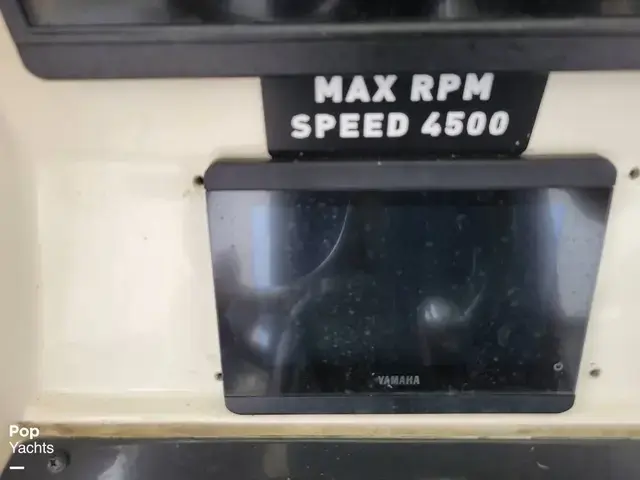 MAX RPM
SPEED 4500
YAMAHA
Pop
Yachts